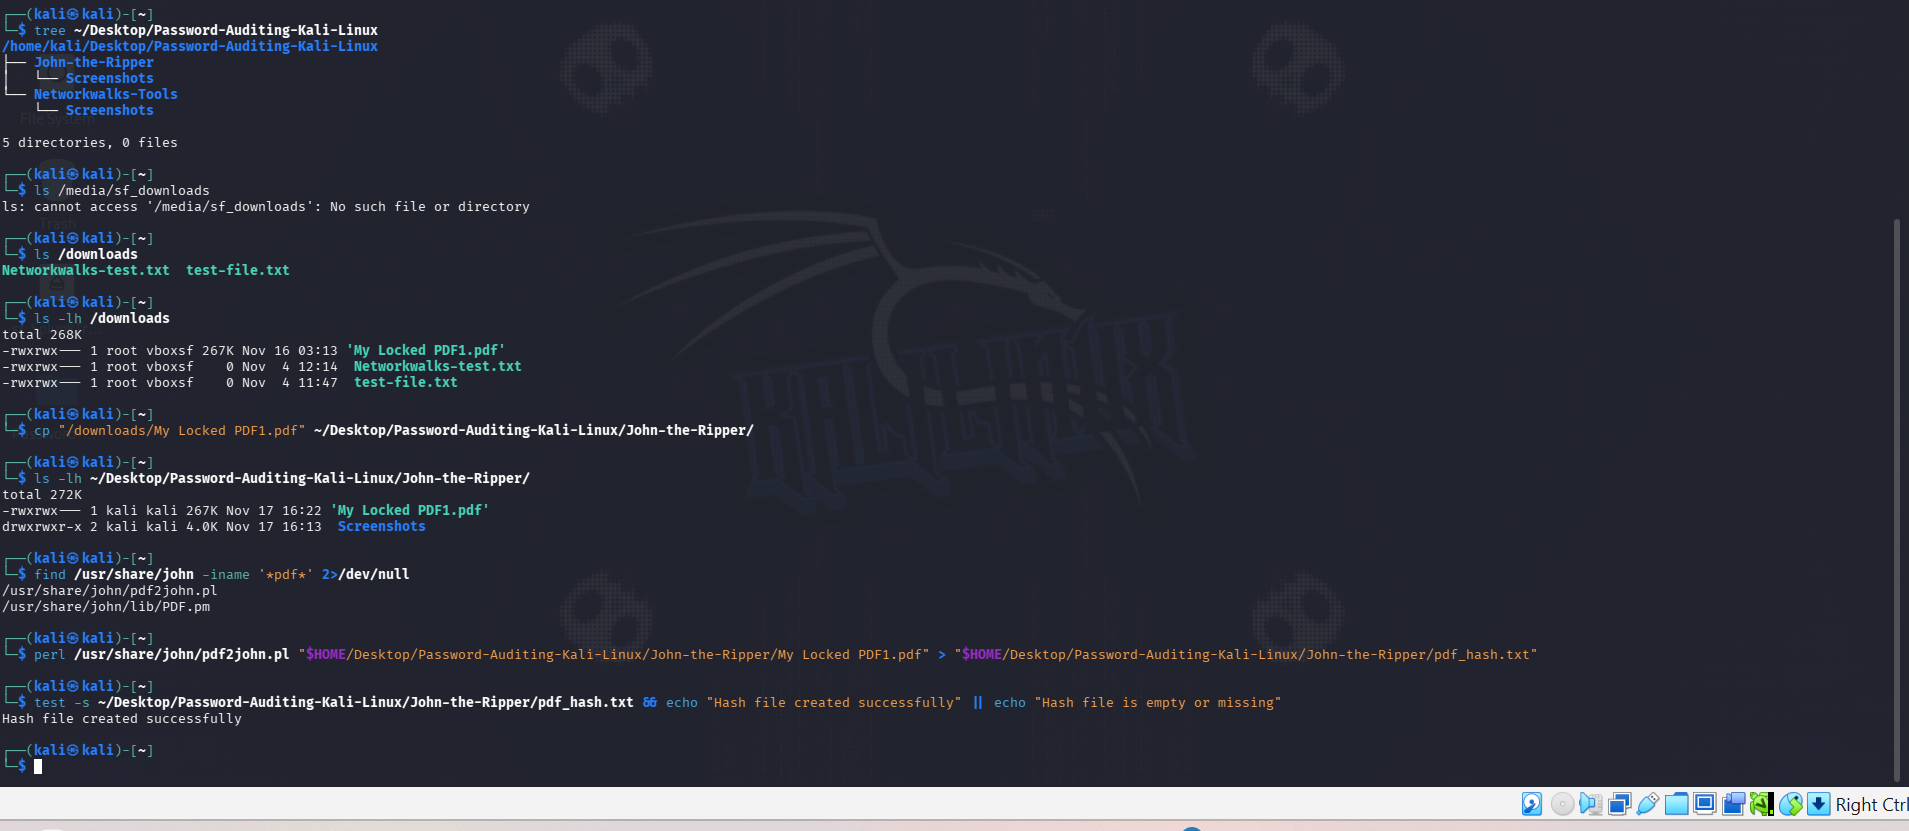 ┌──(kali㉿kali)-[~]
└─$ tree ~/Desktop/Password-Auditing-Kali-Linux
/home/kali/Desktop/Password-Auditing-Kali-Linux
├── John-the-Ripper
│   └── Screenshots
└── Networkwalks-Tools
    └── Screenshots
File System
5 directories, 0 files
┌──(kali㉿kali)-[~]
└─$ ls /media/sf_downloads
ls: cannot access '/media/sf_downloads': No such file or directory
Trash
┌──(kali㉿kali)-[~]
└─$ ls /downloads
Networkwalks-test.txt  test-file.txt
┌──(kali㉿kali)-[~]
└─$ ls -lh /downloads
total 268K
-rwxrwx--- 1 root vboxsf 267K Nov 16 03:13 'My Locked PDF1.pdf'
-rwxrwx--- 1 root vboxsf    0 Nov  4 12:14  Networkwalks-test.txt
-rwxrwx--- 1 root vboxsf    0 Nov  4 11:47  test-file.txt
┌──(kali㉿kali)-[~]
└─$ cp "/downloads/My Locked PDF1.pdf" ~/Desktop/Password-Auditing-Kali-Linux/John-the-Ripper/
┌──(kali㉿kali)-[~]
└─$ ls -lh ~/Desktop/Password-Auditing-Kali-Linux/John-the-Ripper/
total 272K
-rwxrwx--- 1 kali kali 267K Nov 17 16:22 'My Locked PDF1.pdf'
drwxrwxr-x 2 kali kali 4.0K Nov 17 16:13  Screenshots
┌──(kali㉿kali)-[~]
└─$ find /usr/share/john -iname '*pdf*' 2>/dev/null
/usr/share/john/pdf2john.pl
/usr/share/john/lib/PDF.pm
┌──(kali㉿kali)-[~]
└─$ perl /usr/share/john/pdf2john.pl "$HOME/Desktop/Password-Auditing-Kali-Linux/John-the-Ripper/My Locked PDF1.pdf" > "$HOME/Desktop/Password-Auditing-Kali-Linux/John-the-Ripper/pdf_hash.txt"
┌──(kali㉿kali)-[~]
└─$ test -s ~/Desktop/Password-Auditing-Kali-Linux/John-the-Ripper/pdf_hash.txt && echo "Hash file created successfully" || echo "Hash file is empty or missing"
Hash file created successfully
┌──(kali㉿kali)-[~]
└─$
KALI LINUX
Right Ctrl